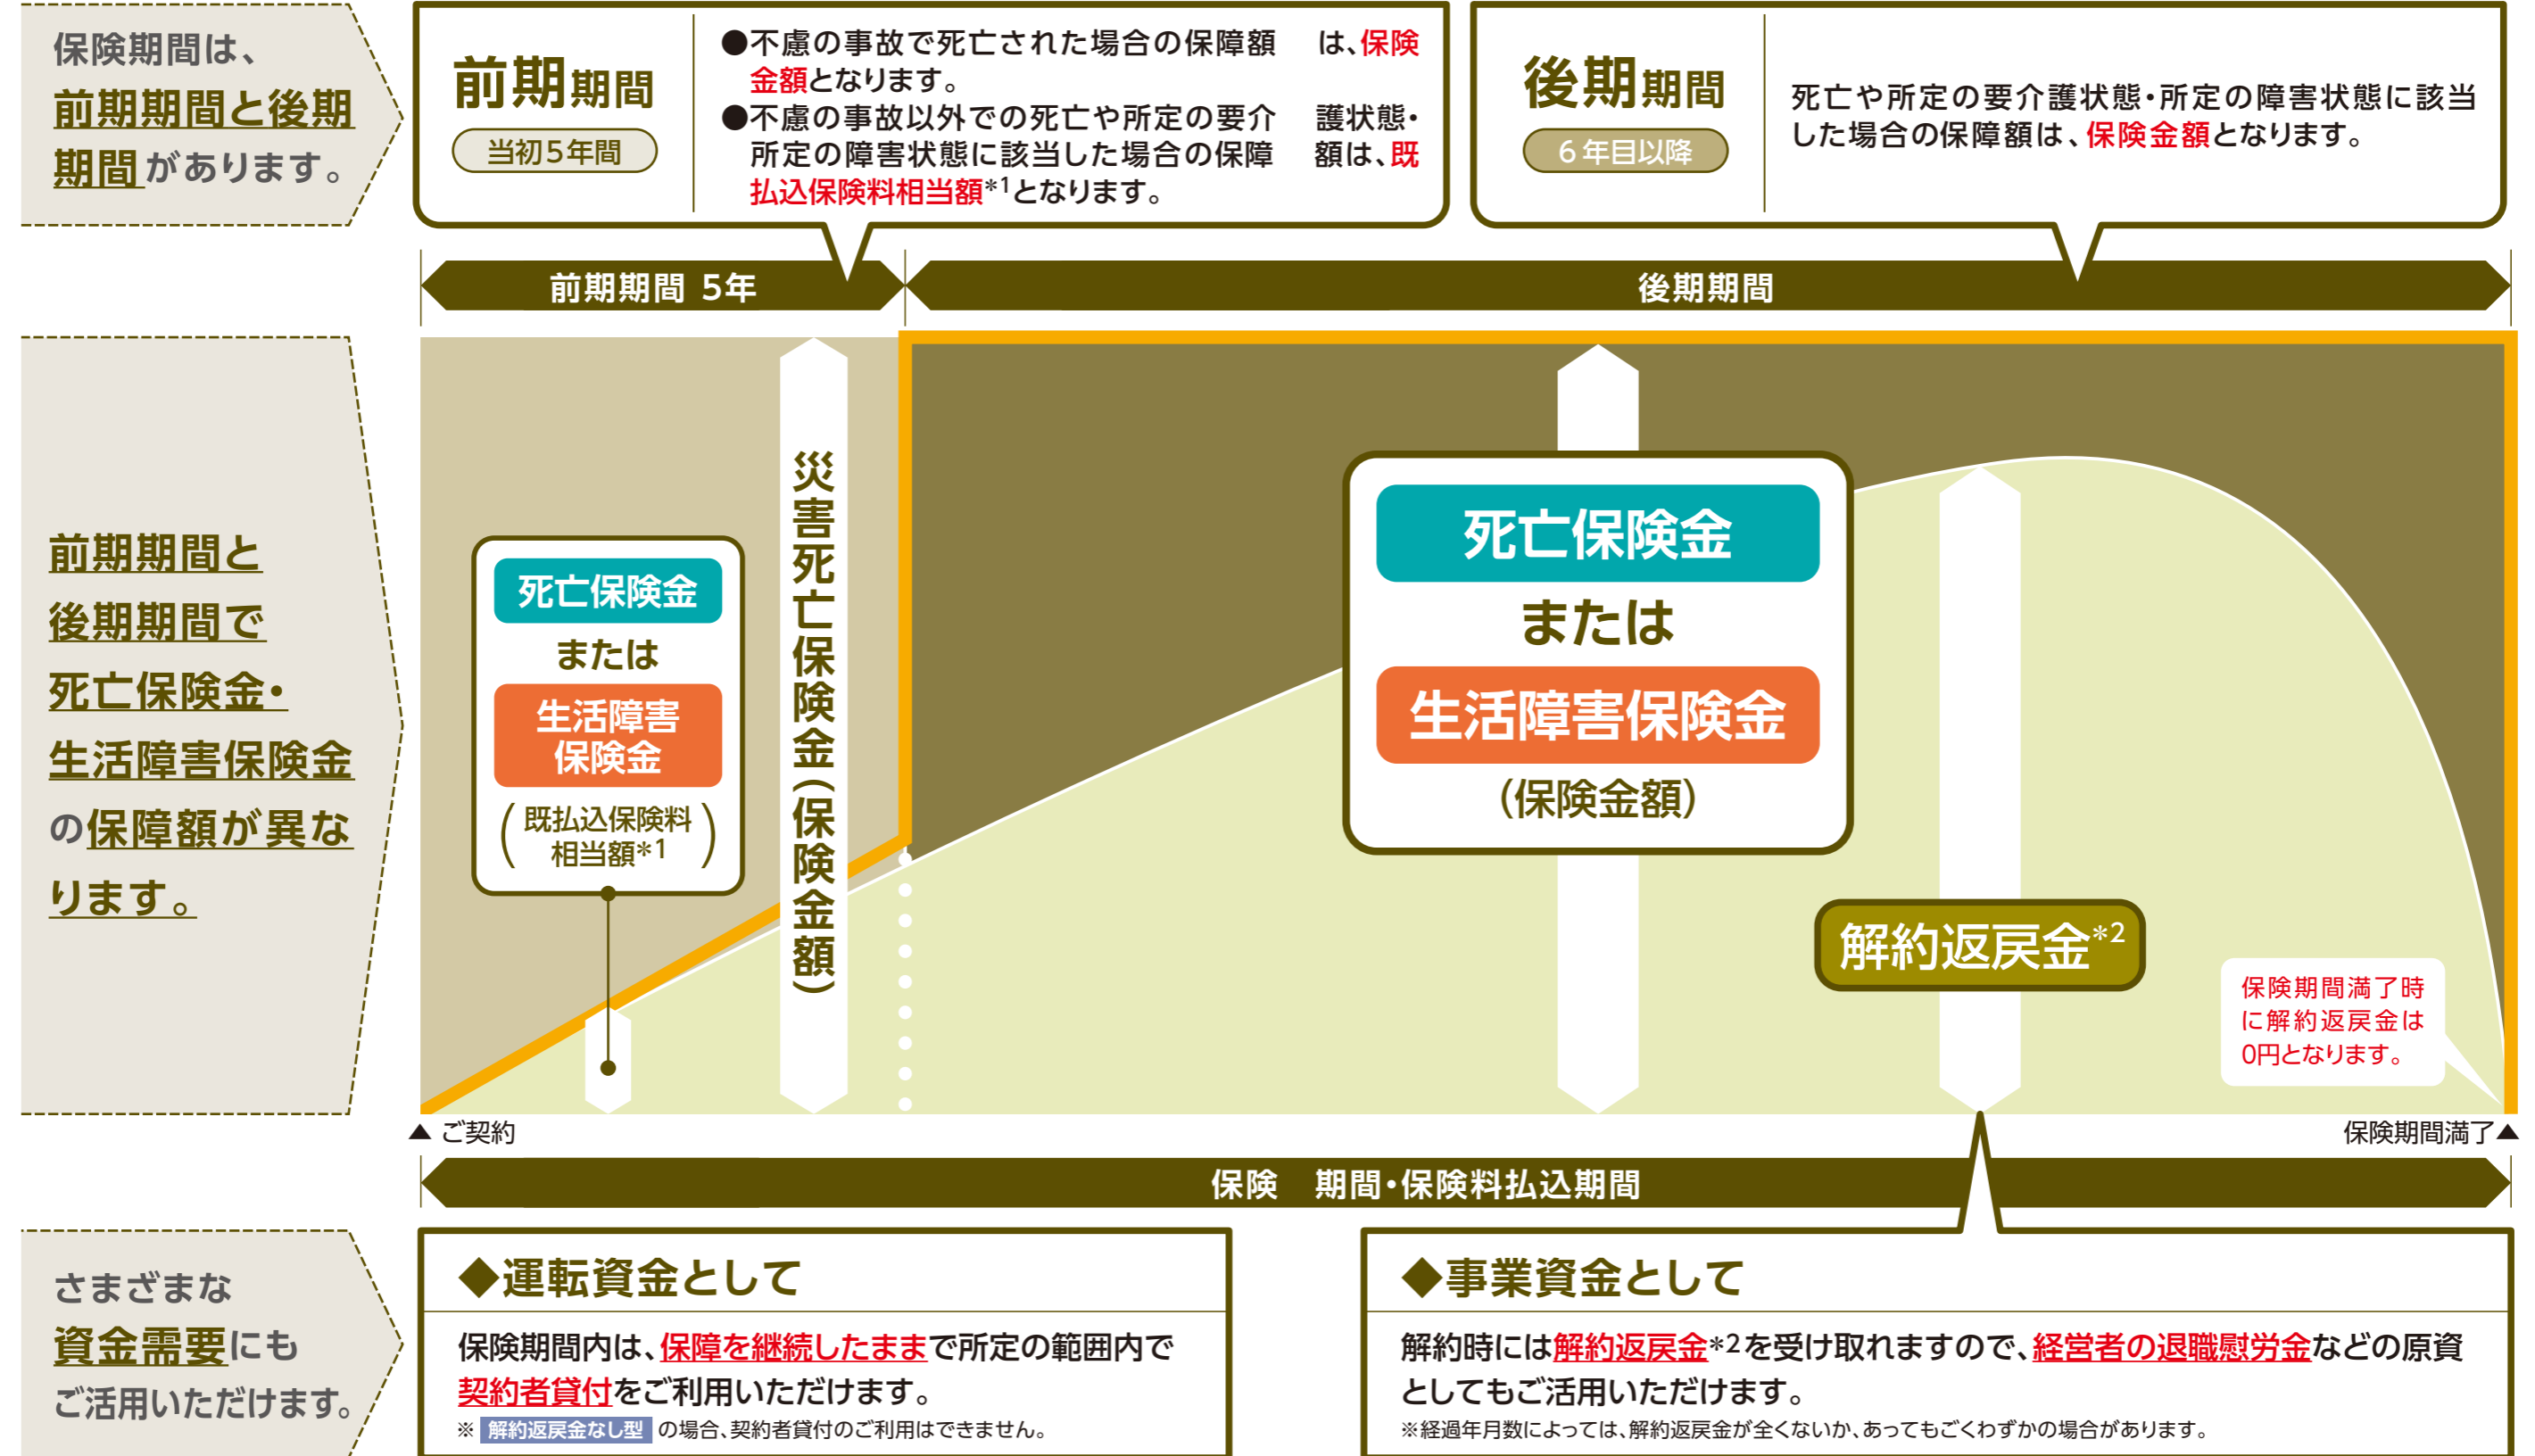 保険期間は、
前期期間と後期
期間があります。
前期期間
当初5年間
●不慮の事故で死亡された場合の保障額　は、保険
金額となります。
●不慮の事故以外での死亡や所定の要介　護状態・
所定の障害状態に該当した場合の保障　額は、既
払込保険料相当額*1となります。
後期期間
6年目以降
死亡や所定の要介護状態・所定の障害状態に該当
した場合の保障額は、保険金額となります。
前期期間 5年
後期期間
前期期間と
後期期間で
死亡保険金・
生活障害保険金
の保障額が異な
ります。
死亡保険金
または
生活障害
保険金
(既払込保険料
相当額*1)
災害死亡保険金(保険金額)
死亡保険金
または
生活障害保険金
(保険金額)
解約返戻金*2
保険期間満了時
に解約返戻金は
0円となります。
▲ ご契約
保険期間満了▲
保険　期間・保険料払込期間
さまざまな
資金需要にも
ご活用いただけます。
◆運転資金として
保険期間内は、保障を継続したままで所定の範囲内で
契約者貸付をご利用いただけます。
※ 解約返戻金なし型 の場合、契約者貸付のご利用はできません。
◆事業資金として
解約時には解約返戻金*2を受け取れますので、経営者の退職慰労金などの原資
としてもご活用いただけます。
※経過年月数によっては、解約返戻金が全くないか、あってもごくわずかの場合があります。